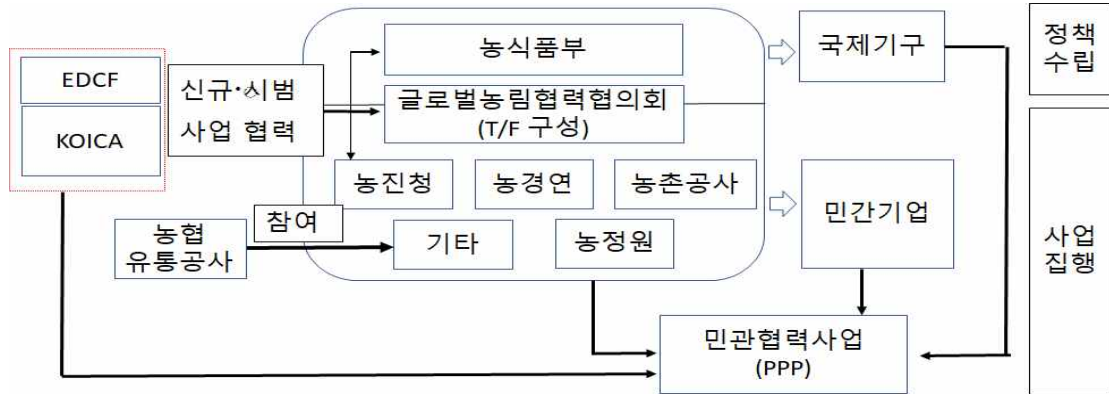 농식품부
국제기구
정책
수립
EDCF
KOICA
신규·시범
사업 협력
글로벌농림협력협의회
(T/F 구성)
농진청
농경연
농촌공사
민간기업
사업
집행
참여
농협
유통공사
기타
농정원
민관협력사업
(PPP)